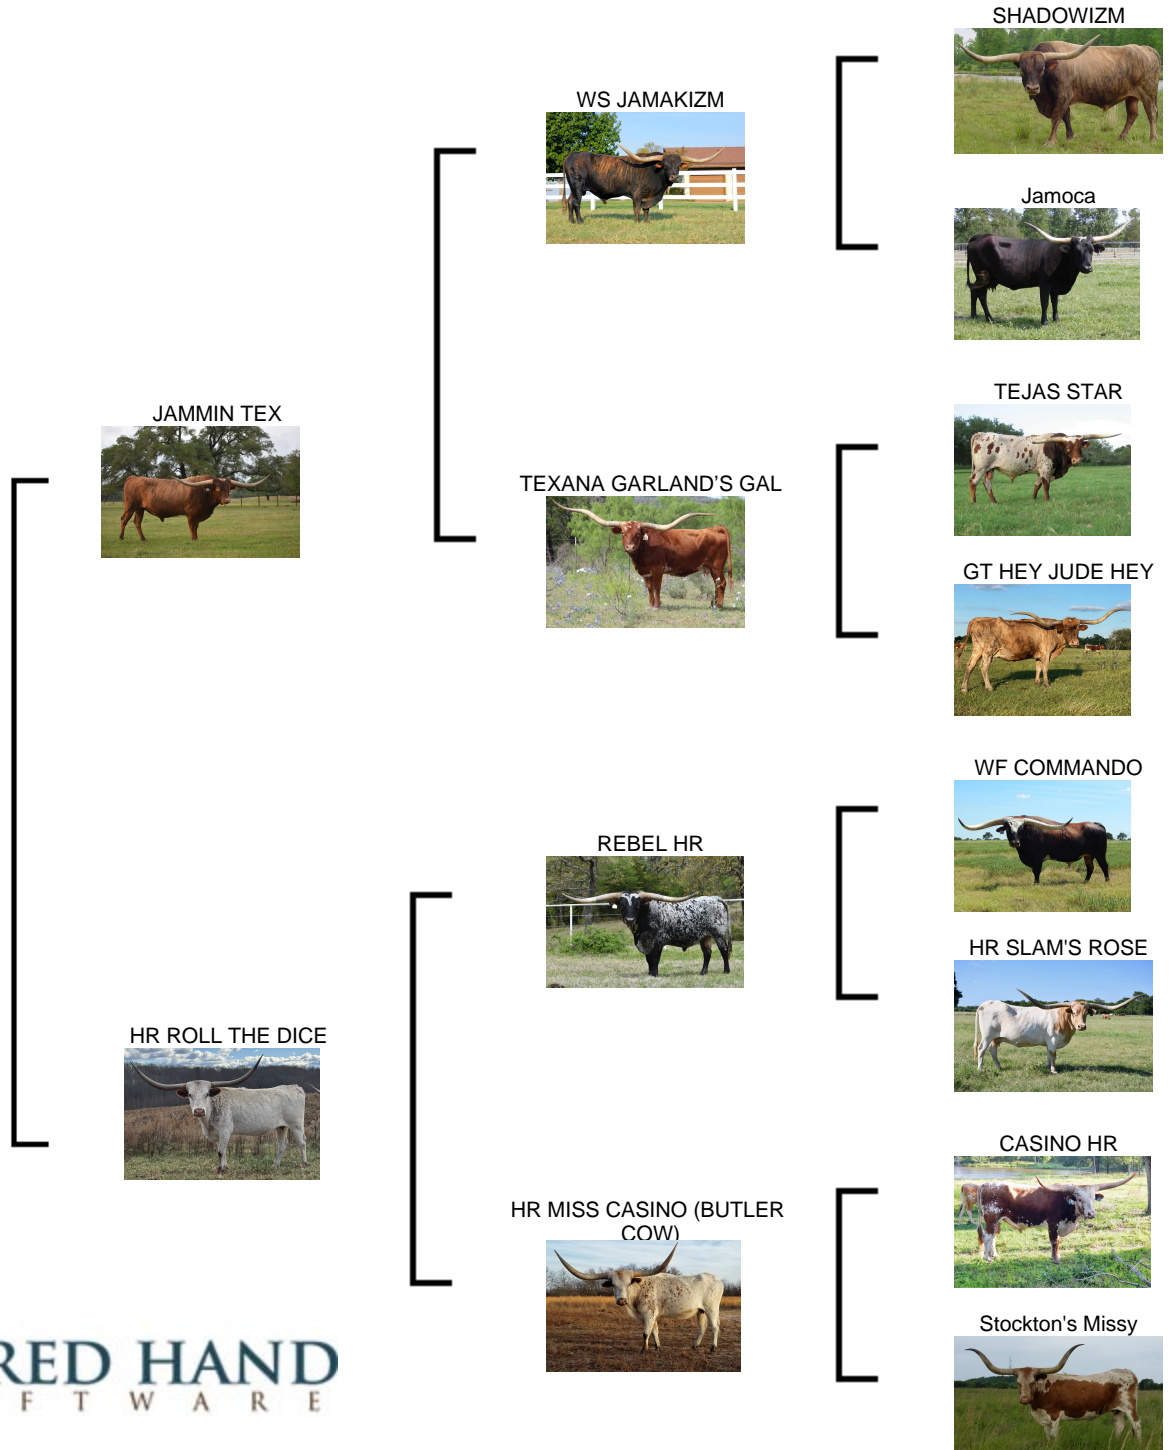 SHADOWIZM
WS JAMAKIZM
Jamoca
TEJAS STAR
JAMMIN TEX
TEXANA GARLAND'S GAL
GT HEY JUDE HEY
WF COMMANDO
REBEL HR
HR SLAM'S ROSE
HR ROLL THE DICE
CASINO HR
HR MISS CASINO (BUTLER
COW)
Stockton's Missy
RED HAND
F T W A R E